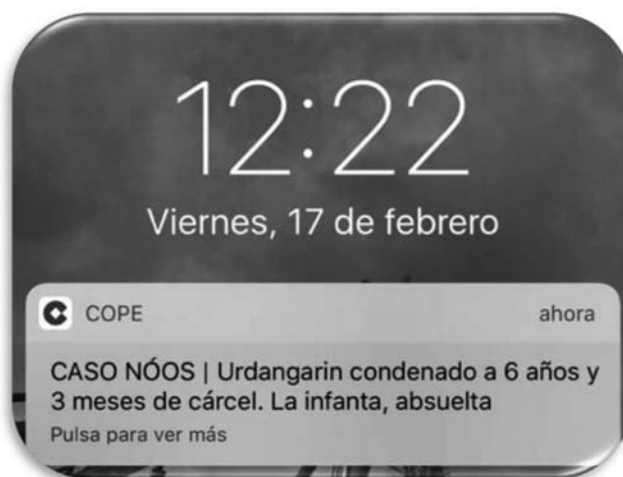 12:22
Viernes, 17 de febrero
COPE ahora
CASO NÓOS | Urdangarin condenado a 6 años y
3 meses de cárcel. La infanta, absuelta
Pulsa para ver más